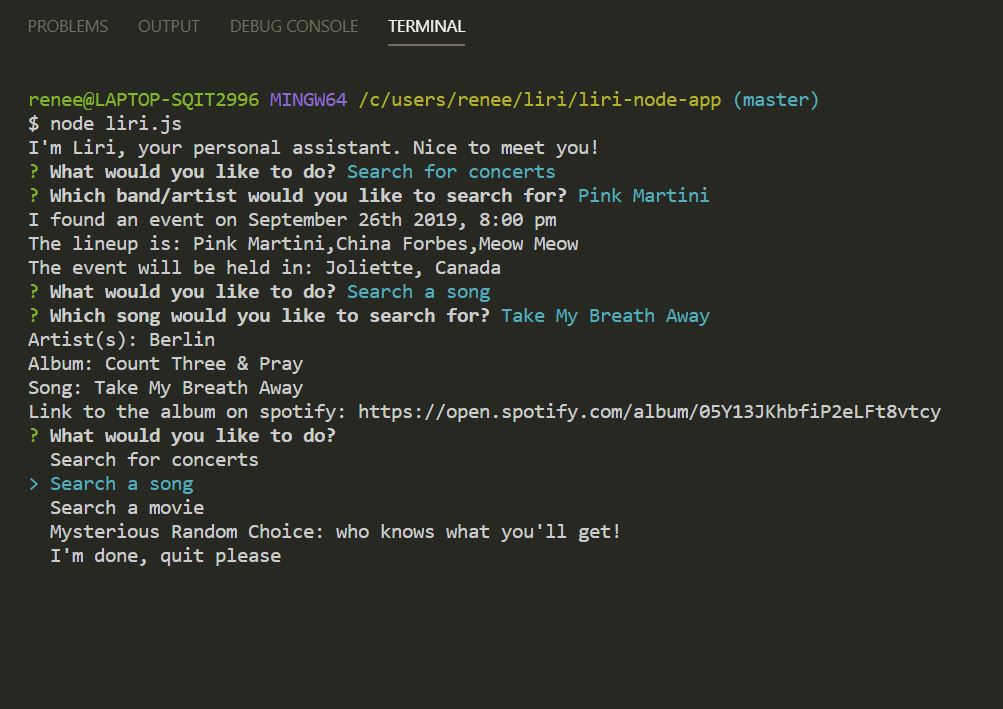 PROBLEMS OUTPUT DEBUG CONSOLE TERMINAL
renee@LAPTOP-SQIT2996 MINGW64 /c/users/renee/liri/liri-node-app (master)
$ node liri.js
I'm Liri, your personal assistant. Nice to meet you!
? What would you like to do? Search for concerts
? Which band/artist would you like to search for? Pink Martini
I found an event on September 26th 2019, 8:00 pm
The lineup is: Pink Martini,China Forbes,Meow Meow
The event will be held in: Joliette, Canada
? What would you like to do? Search a song
? Which song would you like to search for? Take My Breath Away
Artist(s): Berlin
Album: Count Three & Pray
Song: Take My Breath Away
Link to the album on spotify: https://open.spotify.com/album/05Y13JKhbfiP2eLFt8vtcy
? What would you like to do?
Search for concerts
> Search a song
Search a movie
Mysterious Random Choice: who knows what you'll get!
I'm done, quit please